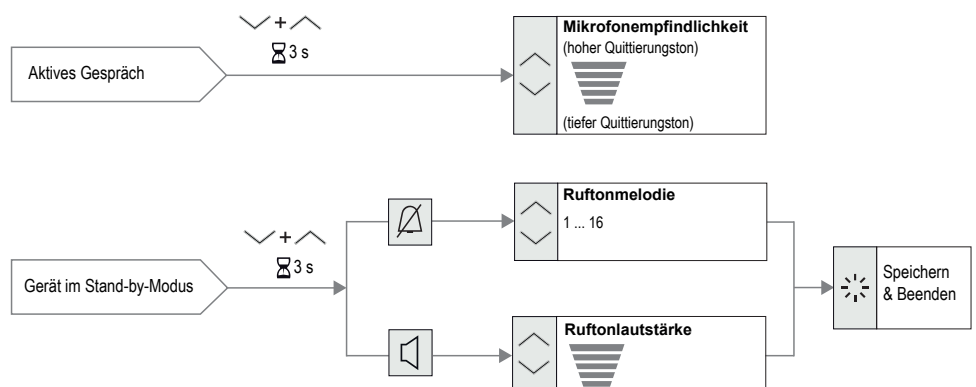 3 s
Aktives Gespräch
Mikrofonempfindlichkeit
(hoher Quittierungston)
(tiefer Quittierungston)
3 s
Gerät im Stand-by-Modus
Ruftonmelodie
1 ... 16
Ruftonlautstärke
Speichern
& Beenden